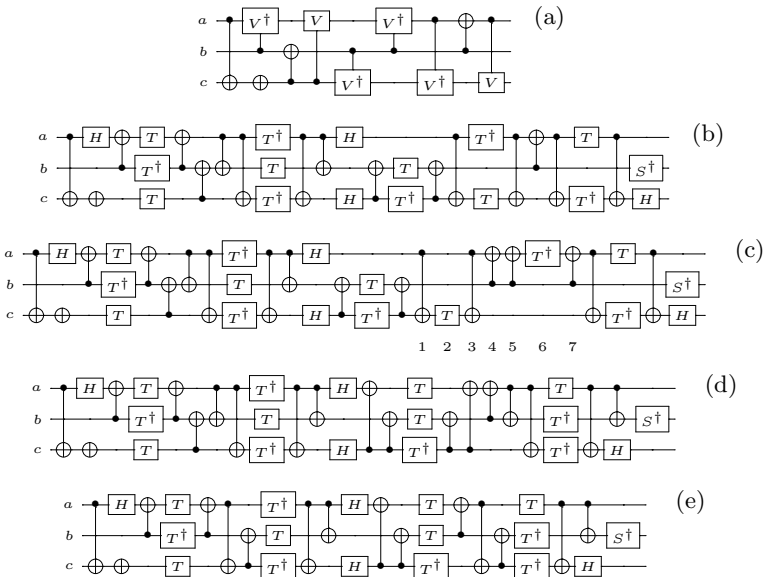 a V† V V† (a)
b
c V† V† V
a H T T† H T† T (b)
b T† T T S†
c T T† H T† T T† H
a H T T† H T† T (c)
b T† T T S†
c T T† H T† T T† H
1 2 3 4 5 6 7
a H T T† H T T (d)
b T† T T T† S†
c T T† H T† T† H
a H T T† H T T (e)
b T† T T T† S†
c T T† H T† T† H